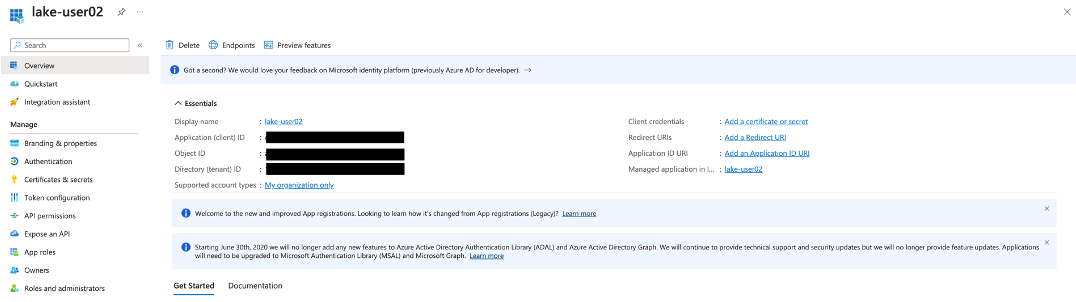 lake-user02
Search
Overview
Quickstart
Integration assistant
Manage
Branding & properties
Authentication
Certificates & secrets
Token configuration
API permissions
Expose an API
App roles
Owners
Roles and administrators
Delete Endpoints Preview features
Got a second? We would love your feedback on Microsoft identity platform (previously Azure AD for developer). →
Essentials
Display name : lake-user02
Application (client) ID :
Object ID :
Directory (tenant) ID :
Supported account types : My organization only
Client credentials : Add a certificate or secret
Redirect URIs : Add a Redirect URI
Application ID URI : Add an Application ID URI
Managed application in l... : lake-user02
Welcome to the new and improved App registrations. Looking to learn how it's changed from App registrations (Legacy)? Learn more
Starting June 30th, 2020 we will no longer add any new features to Azure Active Directory Authentication Library (ADAL) and Azure Active Directory Graph. We will continue to provide technical support and security updates but we will no longer provide feature updates. Applications
will need to be upgraded to Microsoft Authentication Library (MSAL) and Microsoft Graph. Learn more
Get Started Documentation